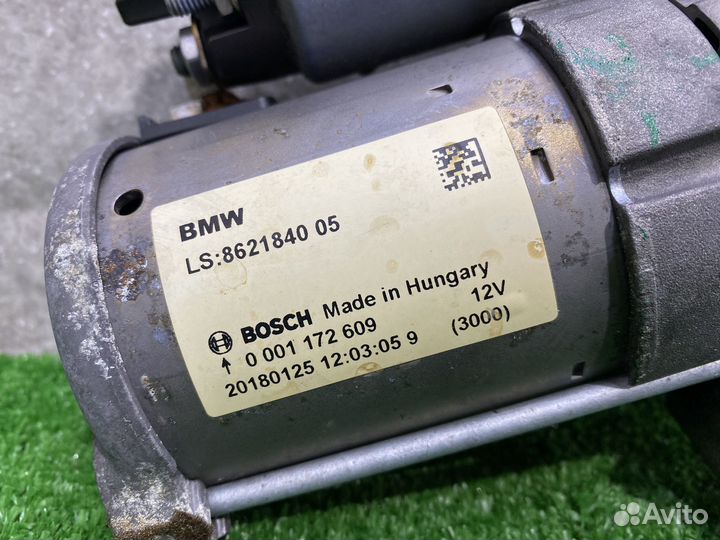 BMW
LS:8621840 05
BOSCH Made in Hungary
0 001 172 609 12V
20180125 12:03:05 9 (3000)
Avito